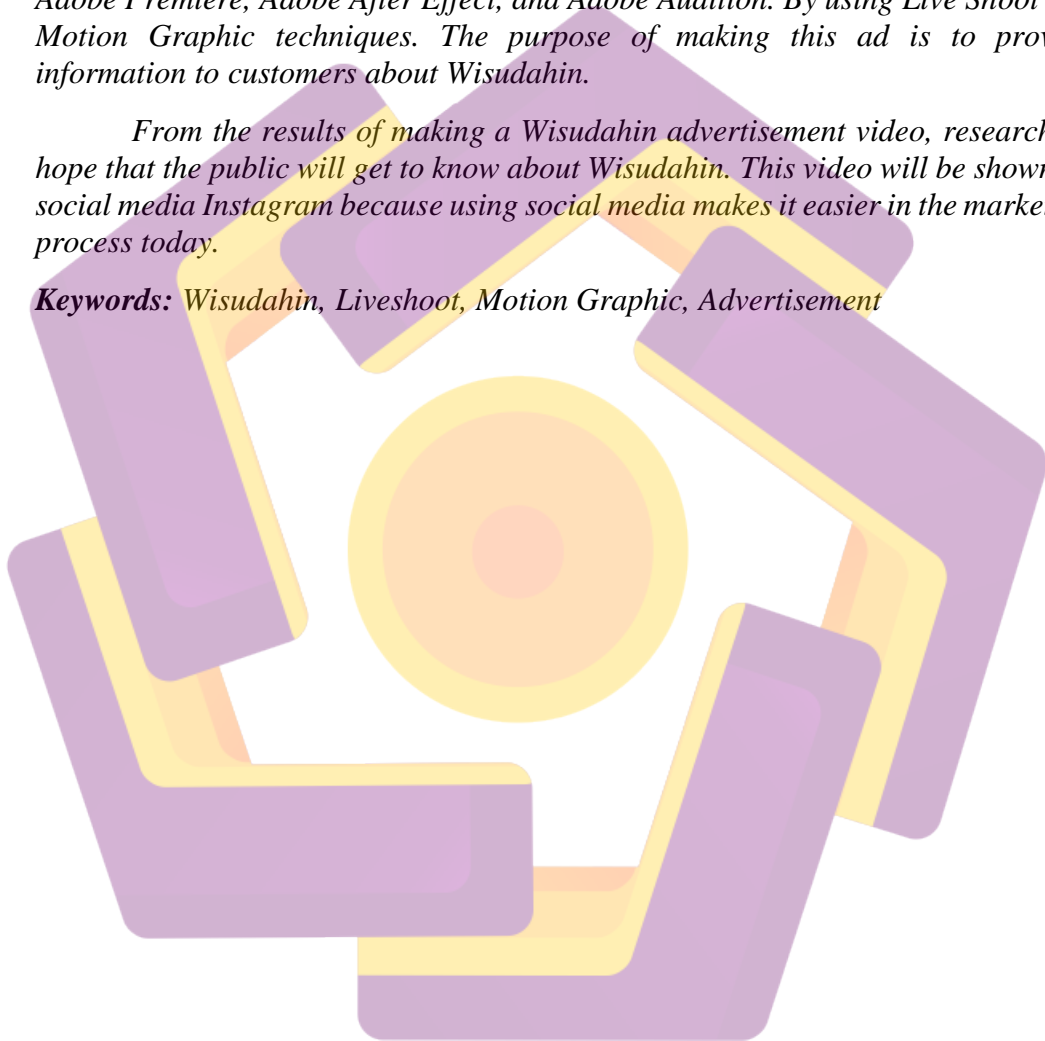 Adobe Premiere, Adobe After Effect, and Adobe Audition. By using Live Shoot
Motion Graphic techniques. The purpose of making this ad is to prov
information to customers about Wisudahin.
From the results of making a Wisudahin advertisement video, research
hope that the public will get to know about Wisudahin. This video will be shown
social media Instagram because using social media makes it easier in the marke
process today.
Keywords: Wisudahin, Liveshoot, Motion Graphic, Advertisement